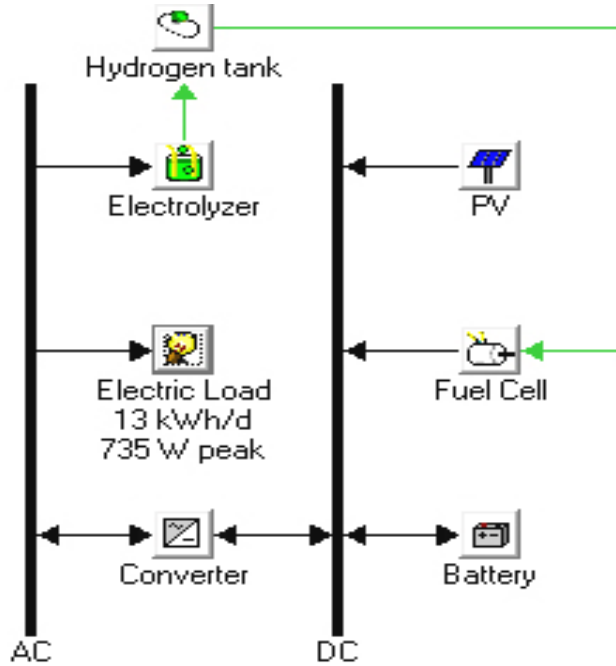 Hydrogen tank
Electrolyzer
PV
Electric Load
13 kWh/d
735 W peak
Fuel Cell
Converter
Battery
AC
DC